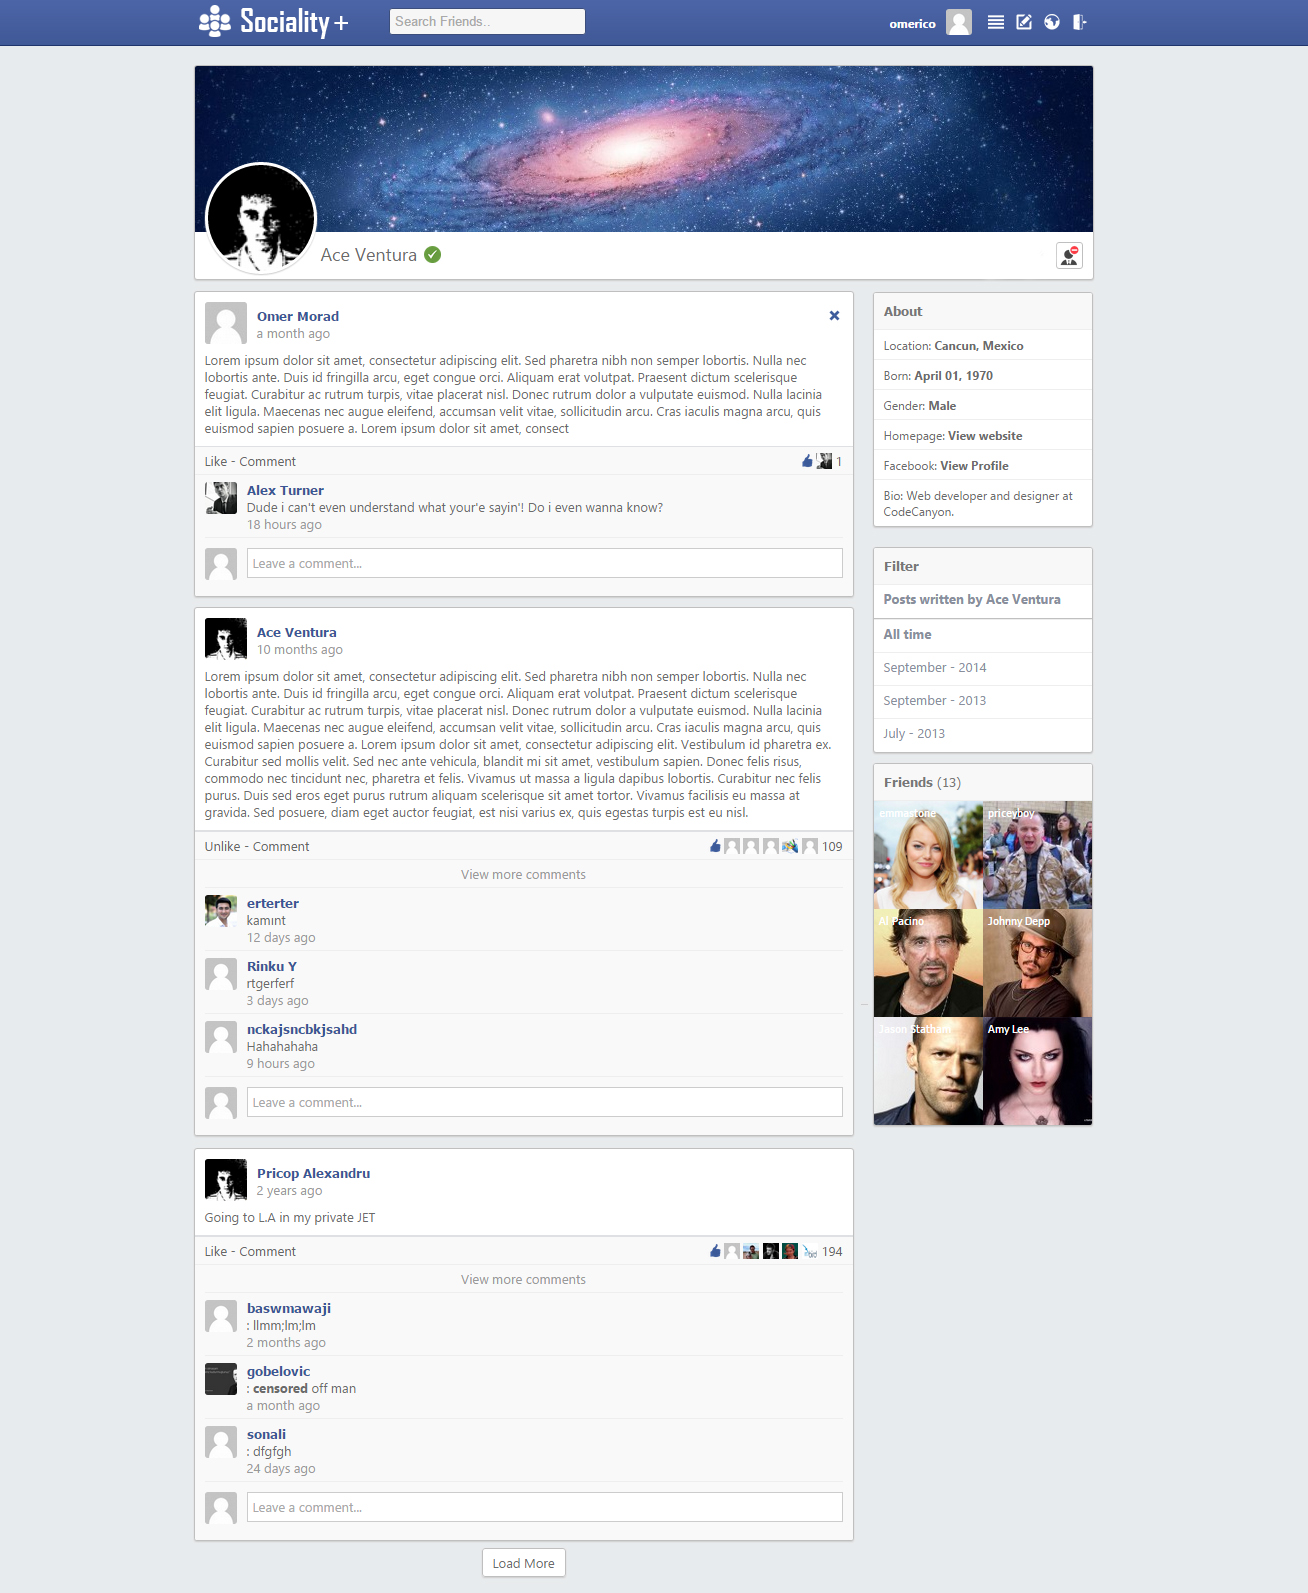 Sociality+
Search Friends..
omerico
Ace Ventura
Omer Morad
a month ago
Lorem ipsum dolor sit amet, consectetur adipiscing elit. Sed pharetra nibh non semper lobortis. Nulla nec
lobortis ante. Duis id fringilla arcu, eget congue orci. Aliquam erat volutpat. Praesent dictum scelerisque
feugiat. Curabitur ac rutrum turpis, vitae placerat nisl. Donec rutrum dolor a vulputate euismod. Nulla lacinia
elit ligula. Maecenas nec augue eleifend, accumsan velit vitae, sollicitudin arcu. Cras iaculis magna arcu, quis
euismod sapien posuere a. Lorem ipsum dolor sit amet, consect
Like - Comment
1
Alex Turner
Dude i can't even understand what your'e sayin'! Do i even wanna know?
18 hours ago
Leave a comment...
Ace Ventura
10 months ago
Lorem ipsum dolor sit amet, consectetur adipiscing elit. Sed pharetra nibh non semper lobortis. Nulla nec
lobortis ante. Duis id fringilla arcu, eget congue orci. Aliquam erat volutpat. Praesent dictum scelerisque
feugiat. Curabitur ac rutrum turpis, vitae placerat nisl. Donec rutrum dolor a vulputate euismod. Nulla lacinia
elit ligula. Maecenas nec augue eleifend, accumsan velit vitae, sollicitudin arcu. Cras iaculis magna arcu, quis
euismod sapien posuere a. Lorem ipsum dolor sit amet, consectetur adipiscing elit. Vestibulum id pharetra ex.
Curabitur sed mollis velit. Sed nec ante vehicula, blandit mi sit amet, vestibulum sapien. Donec felis risus,
commodo nec tincidunt nec, pharetra et felis. Vivamus ut massa a ligula dapibus lobortis. Curabitur nec felis
purus. Duis sed eros eget purus rutrum aliquam scelerisque sit amet tortor. Vivamus facilisis eu massa at
gravida. Sed posuere, diam eget auctor feugiat, est nisi varius ex, quis egestas turpis est eu nisl.
Unlike - Comment
109
View more comments
erterter
kamınt
12 days ago
Rinku Y
rtgerferf
3 days ago
nckajsncbkjsahd
Hahahahaha
9 hours ago
Leave a comment...
Pricop Alexandru
2 years ago
Going to L.A in my private JET
Like - Comment
194
View more comments
baswmawaji
: llmm;lm;lm
2 months ago
gobelovic
: censored off man
a month ago
sonali
: dfgfgh
24 days ago
Leave a comment...
Load More
About
Location: Cancun, Mexico
Born: April 01, 1970
Gender: Male
Homepage: View website
Facebook: View Profile
Bio: Web developer and designer at
CodeCanyon.
Filter
Posts written by Ace Ventura
All time
September - 2014
September - 2013
July - 2013
Friends (13)
emmastone
priceyboy
Al Pacino
Johnny Depp
Jason Statham
Amy Lee